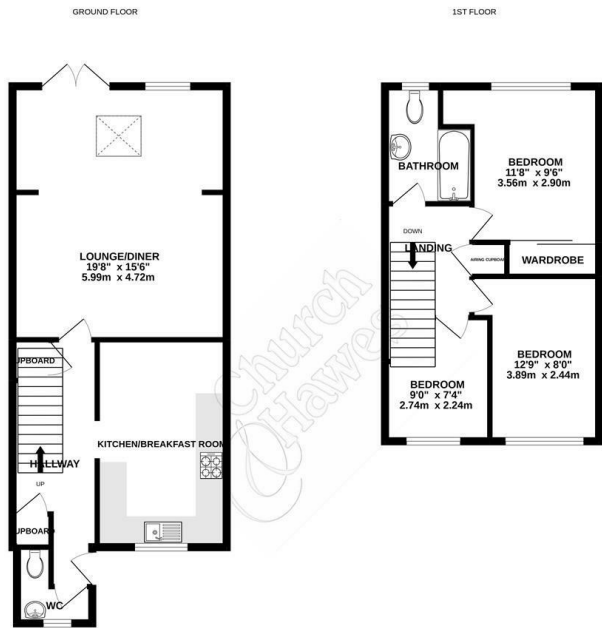 GROUND FLOOR
1ST FLOOR
LOUNGE/DINER
19'8" x 15'6"
5.99m x 4.72m
UPBOARD
KITCHEN/BREAKFAST ROOM
HALLWAY
UP
UPBOARD
WC
BATHROOM
BEDROOM
11'8" x 9'6"
3.56m x 2.90m
DOWN
LANDING
AIRING CUPBOARD
WARDROBE
BEDROOM
12'9" x 8'0"
3.89m x 2.44m
BEDROOM
9'0" x 7'4"
2.74m x 2.24m
Church
& Hawes